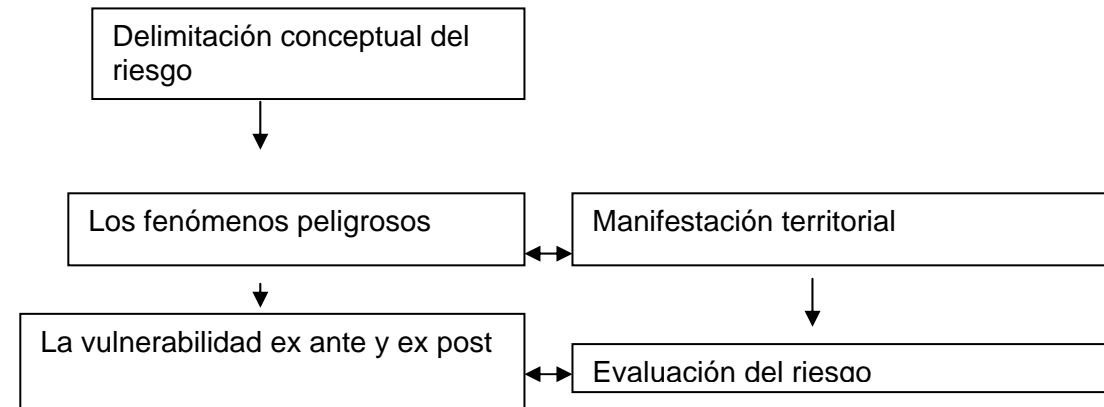 Delimitación conceptual del
riesgo
Los fenómenos peligrosos
Manifestación territorial
La vulnerabilidad ex ante y ex post
Evaluación del riesgo